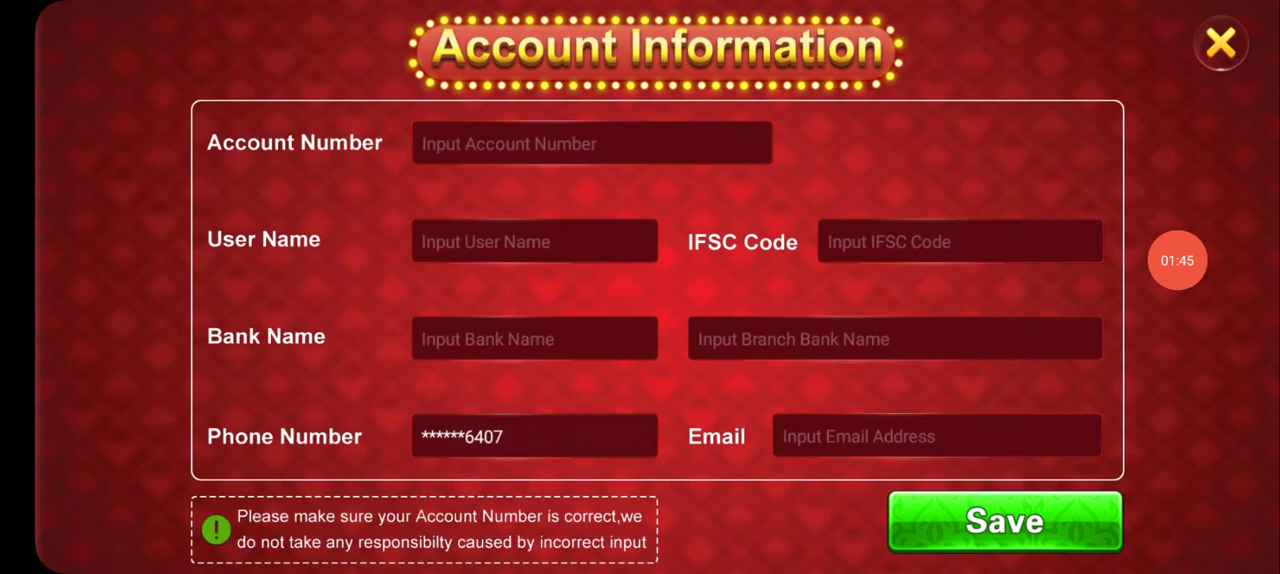 Account Information
Account Number Input Account Number
User Name Input User Name IFSC Code Input IFSC Code
01:45
Bank Name Input Bank Name Input Branch Bank Name
Phone Number ******6407 Email Input Email Address
Please make sure your Account Number is correct,we
do not take any responsibilty caused by incorrect input
Save